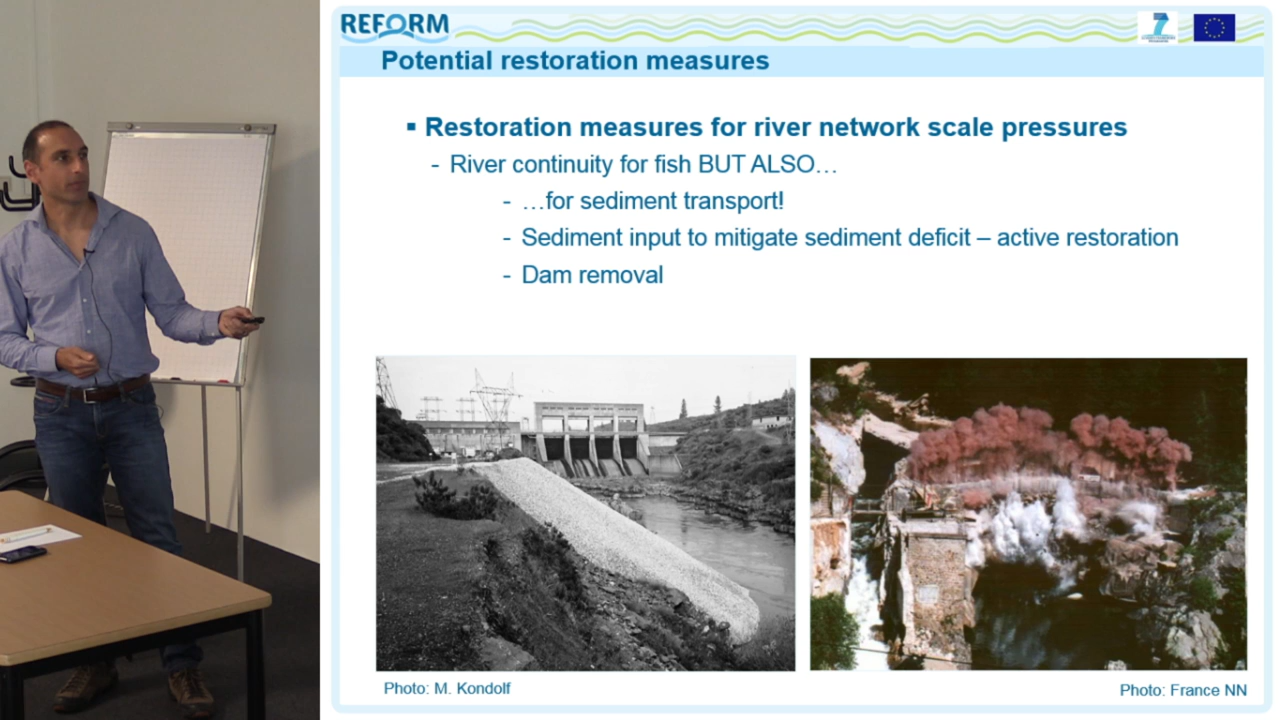 REFORM
7
Potential restoration measures
▪ Restoration measures for river network scale pressures
- River continuity for fish BUT ALSO…
- …for sediment transport!
- Sediment input to mitigate sediment deficit – active restoration
- Dam removal
Photo: M. Kondolf
Photo: France NN